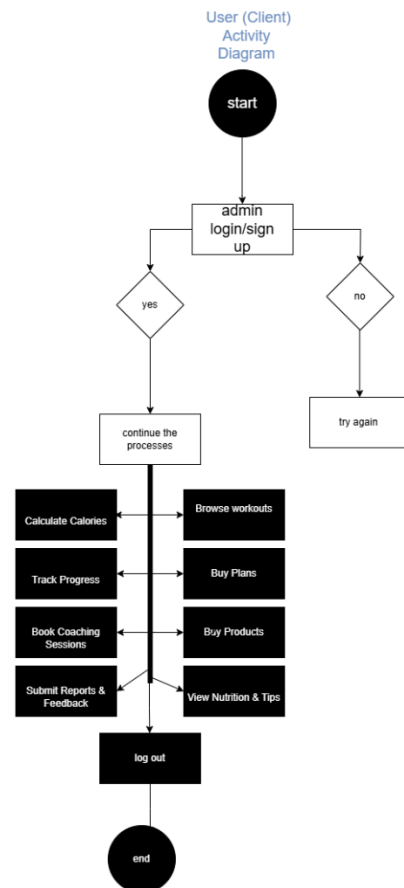 User (Client)
Activity
Diagram
start
admin
login/sign
up
yes
no
continue the
processes
try again
Calculate Calories
Browse workouts
Track Progress
Buy Plans
Book Coaching
Sessions
Buy Products
Submit Reports &
Feedback
View Nutrition & Tips
log out
end